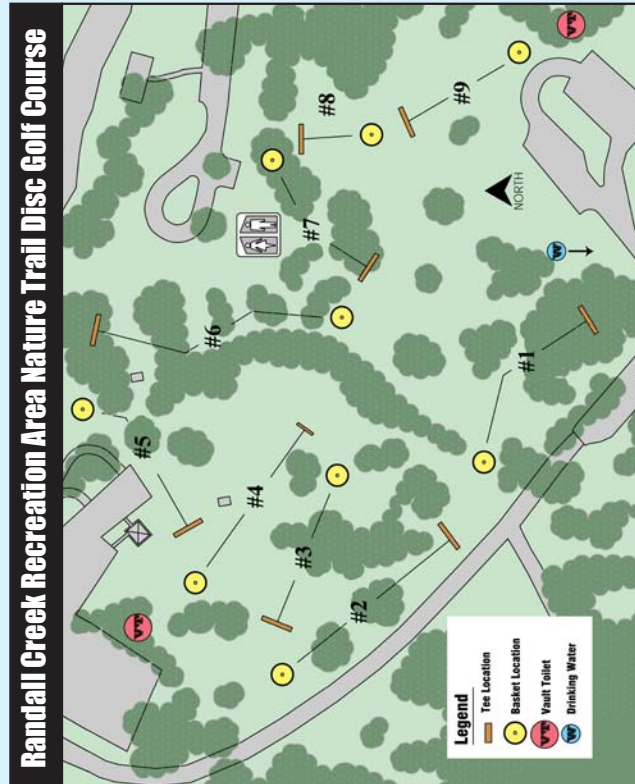 Randall Creek Recreation Area Nature Trail Disc Golf Course
VT
#9
#8
#7
#6
#5
#4
#3
#2
#1
NORTH
W
VT
Legend
Tee Location
Basket Location
VT Vault Toilet
W Drinking Water